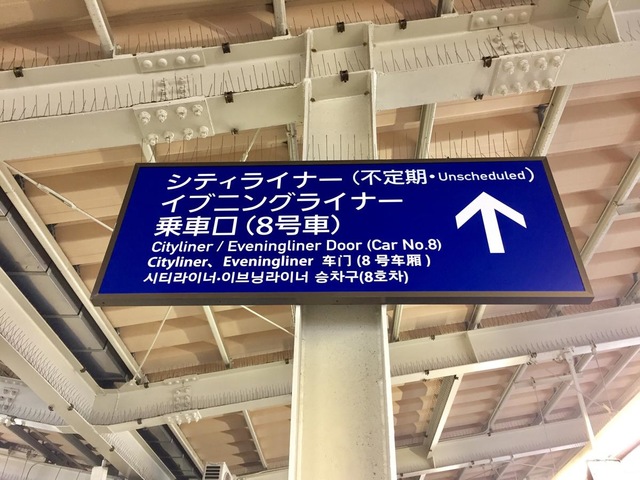 シティライナー（不定期・Unscheduled）
イブニングライナー
乗車口（8号車）
Cityliner / Eveningliner Door (Car No.8)
Cityliner、Eveningliner 车门 (8 号车厢 )
시티라이너·이브닝라이너 승차구(8호차)